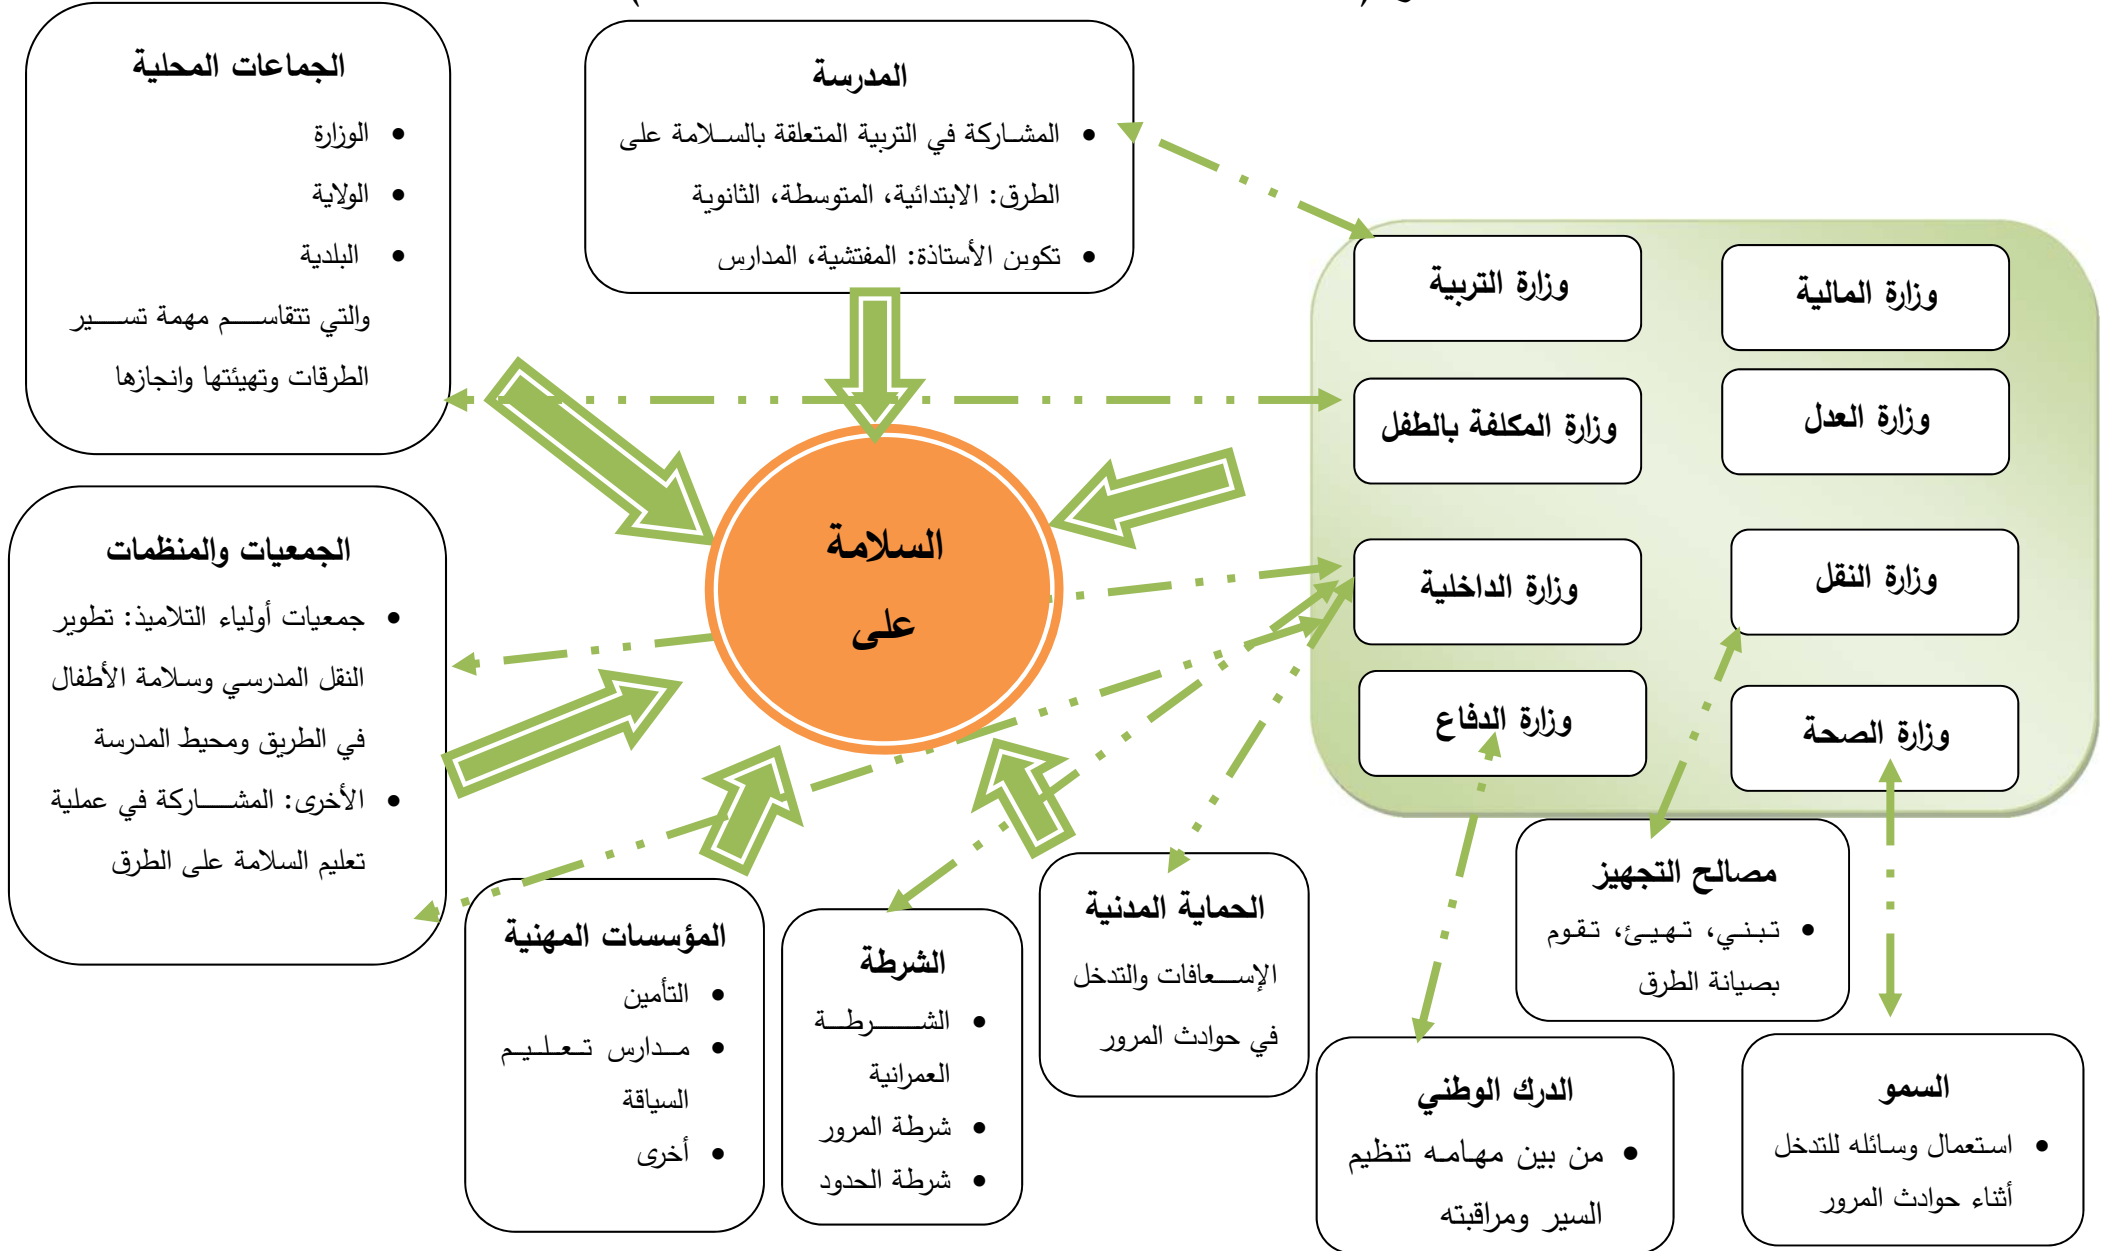 المدرسة
المشاركة في التربية المتعلقة بالسلامة على
الطرق: الابتدائية، المتوسطة، الثانوية
تكوين الأستاذة: المفتشية، المدارس
الجماعات المحلية
الوزارة
الولاية
البلدية
والتي تتقاسم مهمة تسير
الطرقات وتهيئتها وانجازها
وزارة المالية
وزارة التربية
وزارة العدل
وزارة المكلفة بالطفل
وزارة النقل
وزارة الداخلية
وزارة الصحة
وزارة الدفاع
السلامة
على
الجمعيات والمنظمات
جمعيات أولياء التلاميذ: تطوير
النقل المدرسي وسلامة الأطفال
في الطريق ومحيط المدرسة
الأخرى: المشاركة في عملية
تعليم السلامة على الطرق
السمو
استعمال وسائله للتدخل
أثناء حوادث المرور
مصالح التجهيز
تبني، تهيئ، تقوم
بصيانة الطرق
الدرك الوطني
من بين مهامه تنظيم
السير ومراقبته
الحماية المدنية
الإسعافات والتدخل
في حوادث المرور
الشرطة
الشرطة
العمرانية
شرطة المرور
شرطة الحدود
المؤسسات المهنية
التأمين
مدارس تعليم
السياقة
أخرى